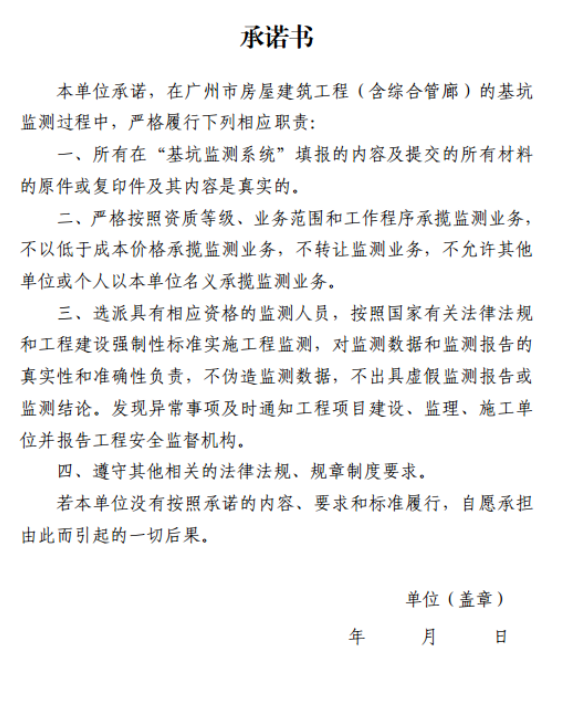 承诺书
本单位承诺，在广州市房屋建筑工程（含综合管廊）的基坑
监测过程中，严格履行下列相应职责：
一、所有在“基坑监测系统”填报的内容及提交的所有材料
的原件或复印件及其内容是真实的。
二、严格按照资质等级、业务范围和工作程序承揽监测业务，
不以低于成本价格承揽监测业务，不转让监测业务，不允许其他
单位或个人以本单位名义承揽监测业务。
三、选派具有相应资格的监测人员，按照国家有关法律法规
和工程建设强制性标准实施工程监测，对监测数据和监测报告的
真实性和准确性负责，不伪造监测数据，不出具虚假监测报告或
监测结论。发现异常事项及时通知工程项目建设、监理、施工单
位并报告工程安全监督机构。
四、遵守其他相关的法律法规、规章制度要求。
若本单位没有按照承诺的内容、要求和标准履行，自愿承担
由此而引起的一切后果。
单位（盖章）
年 月 日